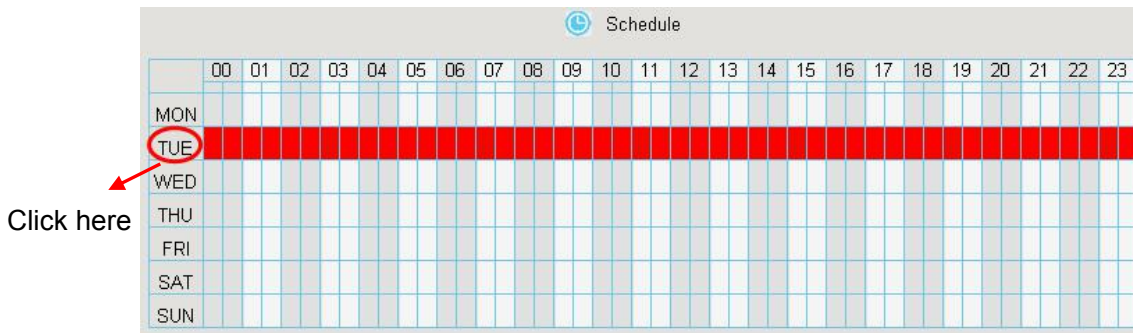 Schedule
00 01 02 03 04 05 06 07 08 09 10 11 12 13 14 15 16 17 18 19 20 21 22 23
MON
TUE
WED
THU
Click here
FRI
SAT
SUN